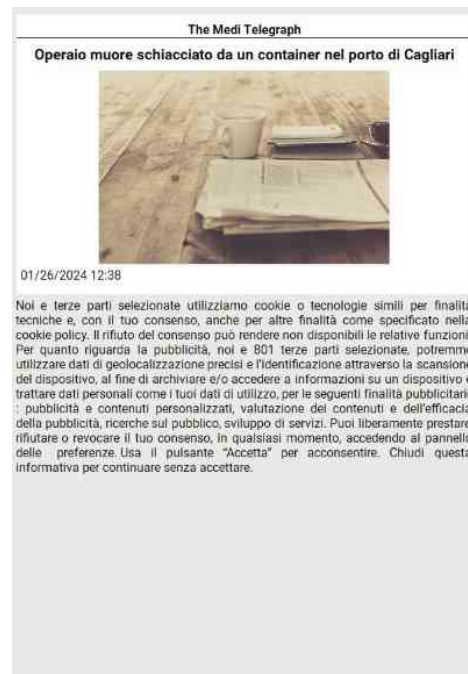 The Medi Telegraph
Operaio muore schiacciato da un container nel porto di Cagliari
01/26/2024 12:38
Noi e terze parti selezionate utilizziamo cookie o tecnologie simili per finalità
tecniche e, con il tuo consenso, anche per altre finalità come specificato nella
cookie policy. Il rifiuto del consenso può rendere non disponibili le relative funzioni.
Per quanto riguarda la pubblicità, noi e 801 terze parti selezionate, potremmo
utilizzare dati di geolocalizzazione precisi e l'identificazione attraverso la scansione
del dispositivo, al fine di archiviare e/o accedere a informazioni su un dispositivo e
trattare dati personali come i tuoi dati di utilizzo, per le seguenti finalità pubblicitarie
: pubblicità e contenuti personalizzati, valutazione dei contenuti e dell'efficacia
della pubblicità, ricerche sul pubblico, sviluppo di servizi. Puoi liberamente prestare,
rifiutare o revocare il tuo consenso, in qualsiasi momento, accedendo al pannello
delle preferenze. Usa il pulsante "Accetta" per acconsentire. Chiudi questa
informativa per continuare senza accettare.